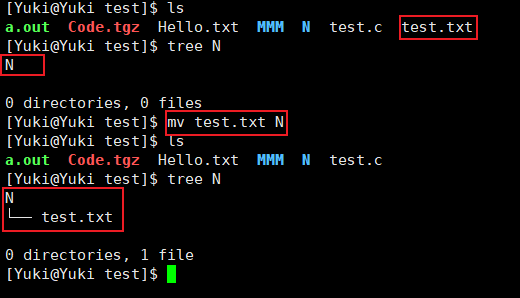 [Yuki@Yuki test]$ ls
a.out  Code.tgz  Hello.txt  MMM  N  test.c  test.txt
[Yuki@Yuki test]$ tree N
N
0 directories, 0 files
[Yuki@Yuki test]$ mv test.txt N
[Yuki@Yuki test]$ ls
a.out  Code.tgz  Hello.txt  MMM  N  test.c
[Yuki@Yuki test]$ tree N
N
└── test.txt
0 directories, 1 file
[Yuki@Yuki test]$